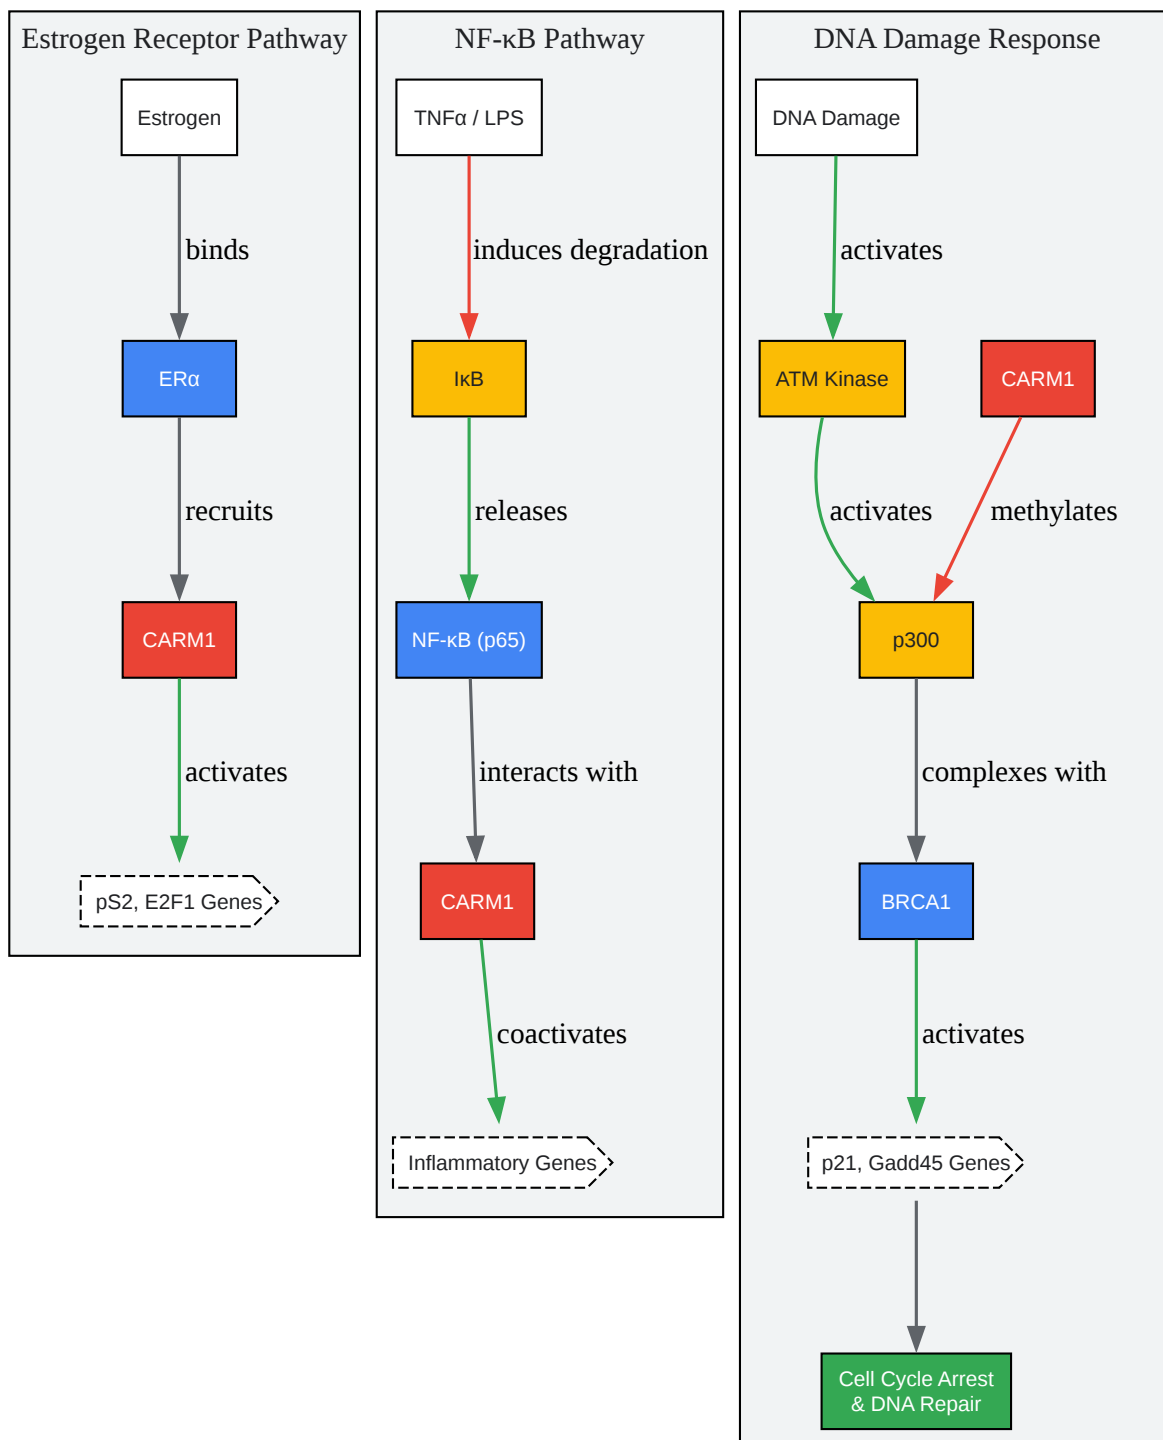 Estrogen Receptor Pathway
Estrogen
binds
ERα
recruits
CARM1
activates
pS2, E2F1 Genes
NF-κB Pathway
TNFα / LPS
induces degradation
IκB
releases
NF-κB (p65)
interacts with
CARM1
coactivates
Inflammatory Genes
DNA Damage Response
DNA Damage
activates
ATM Kinase
CARM1
activates
methylates
p300
complexes with
BRCA1
activates
p21, Gadd45 Genes
Cell Cycle Arrest
& DNA Repair